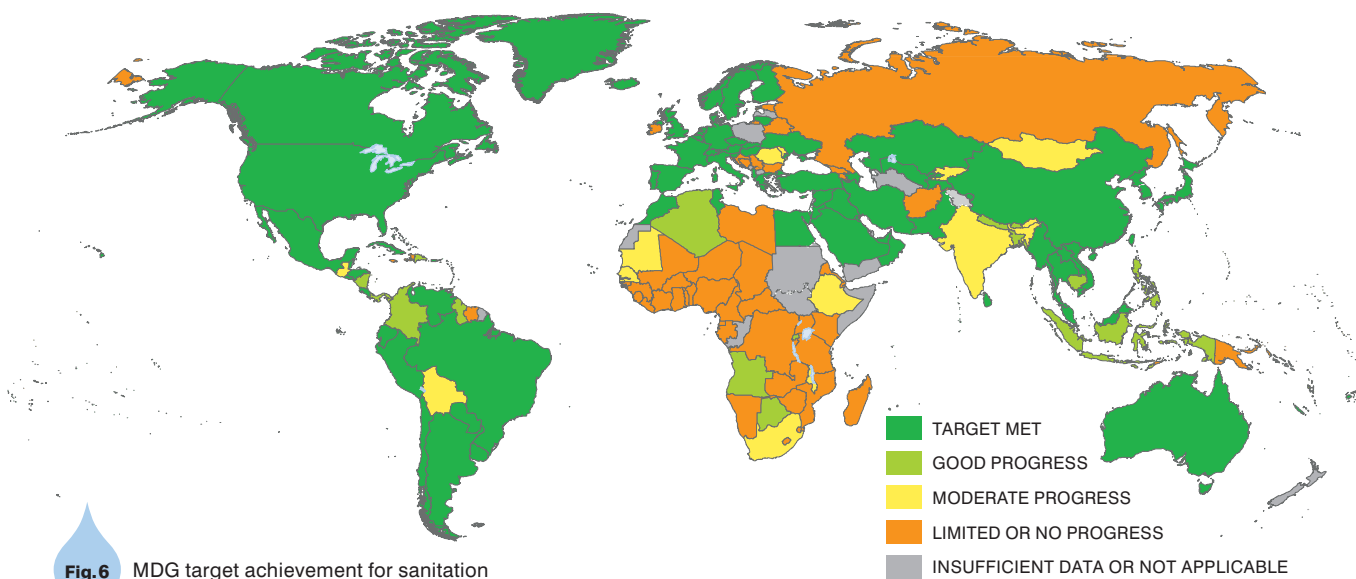 TARGET MET
GOOD PROGRESS
MODERATE PROGRESS
LIMITED OR NO PROGRESS
INSUFFICIENT DATA OR NOT APPLICABLE
Fig.6 MDG target achievement for sanitation